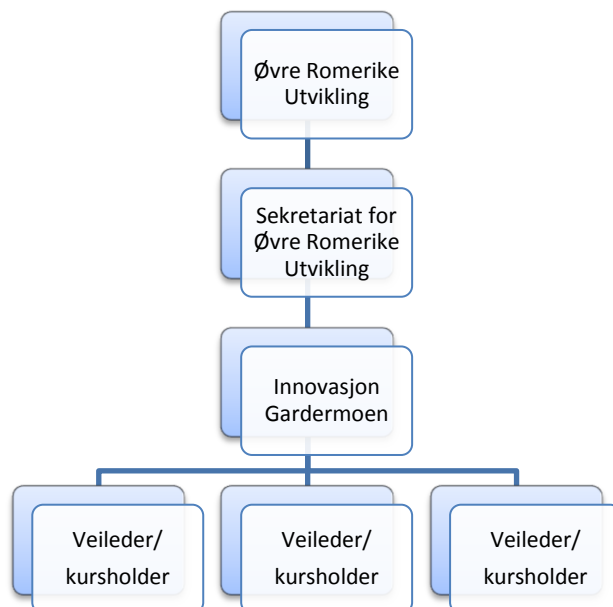 Øvre Romerike
Utvikling
Sekretariat for
Øvre Romerike
Utvikling
Innovasjon
Gardermoen
Veileder/
kursholder
Veileder/
kursholder
Veileder/
kursholder